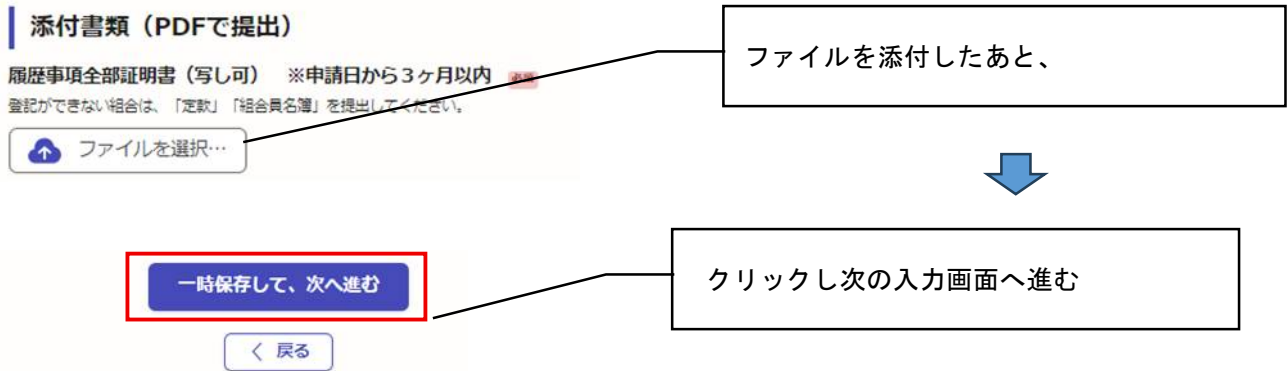 添付書類（PDFで提出）
ファイルを添付したあと、
履歴事項全部証明書（写し可）　※申請日から３ヶ月以内 必須
登記ができない組合は、「定款」「組合員名簿」を提出してください。
ファイルを選択…
一時保存して、次へ進む
クリックし次の入力画面へ進む
く 戻る